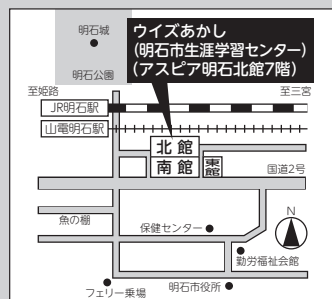 明石城
明石公園
ウイズあかし
(明石市生涯学習センター)
(アスピア明石北館7階)
至姫路
至三宮
JR明石駅
山電明石駅
北館
南館
東館
国道2号
魚の棚
保健センター
N
勤労福祉会館
フェリー乗場
明石市役所